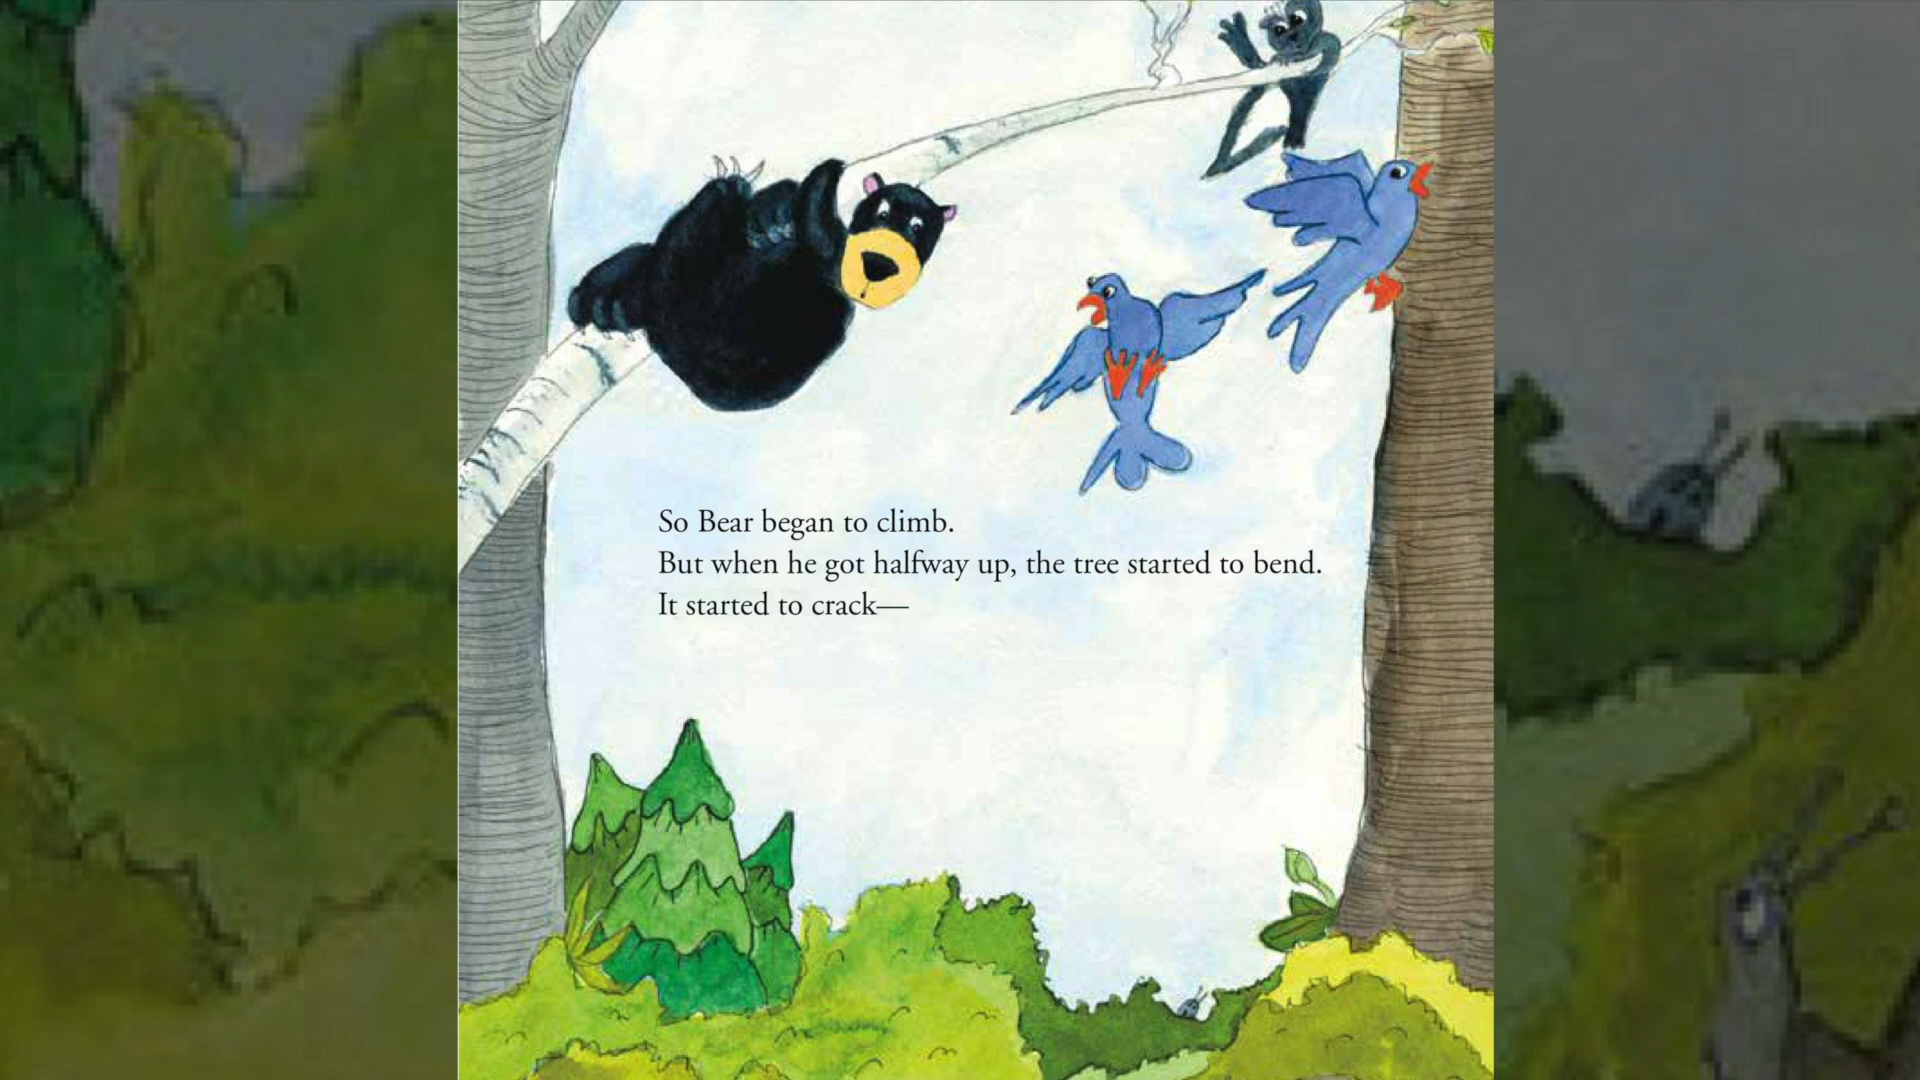 So Bear began to climb.
But when he got halfway up, the tree started to bend.
It started to crack—